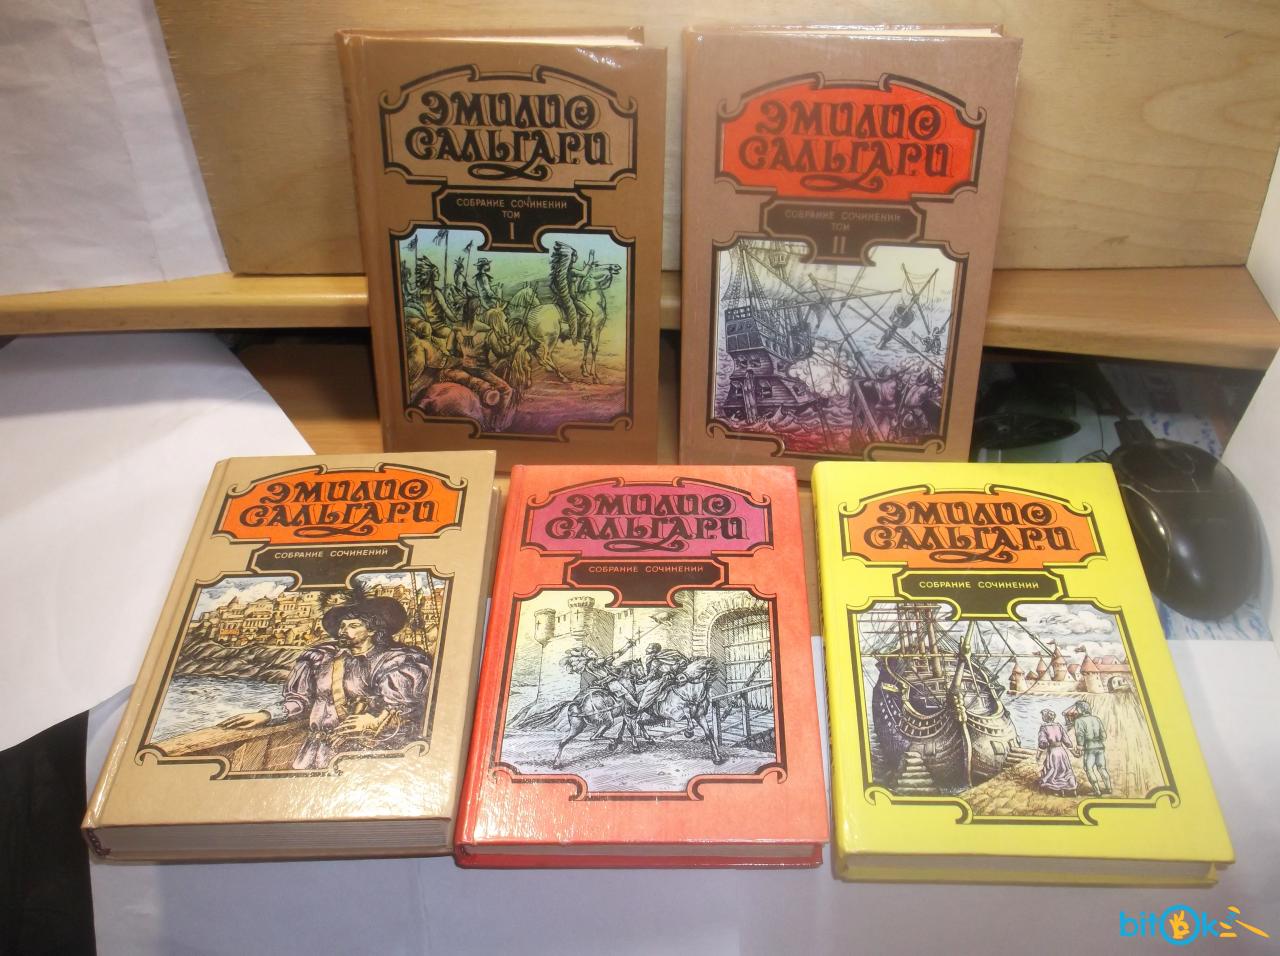 ЭМИЛИО
САЛЬГАРИ
СОБРАНИЕ СОЧИНЕНИЙ
ТОМ
I
ЭМИЛИО
САЛЬГАРИ
СОБРАНИЕ СОЧИНЕНИЙ
ТОМ
II
ЭМИЛИО
САЛЬГАРИ
СОБРАНИЕ СОЧИНЕНИЙ
ЭМИЛИО
САЛЬГАРИ
СОБРАНИЕ СОЧИНЕНИЙ
ЭМИЛИО
САЛЬГАРИ
СОБРАНИЕ СОЧИНЕНИЙ